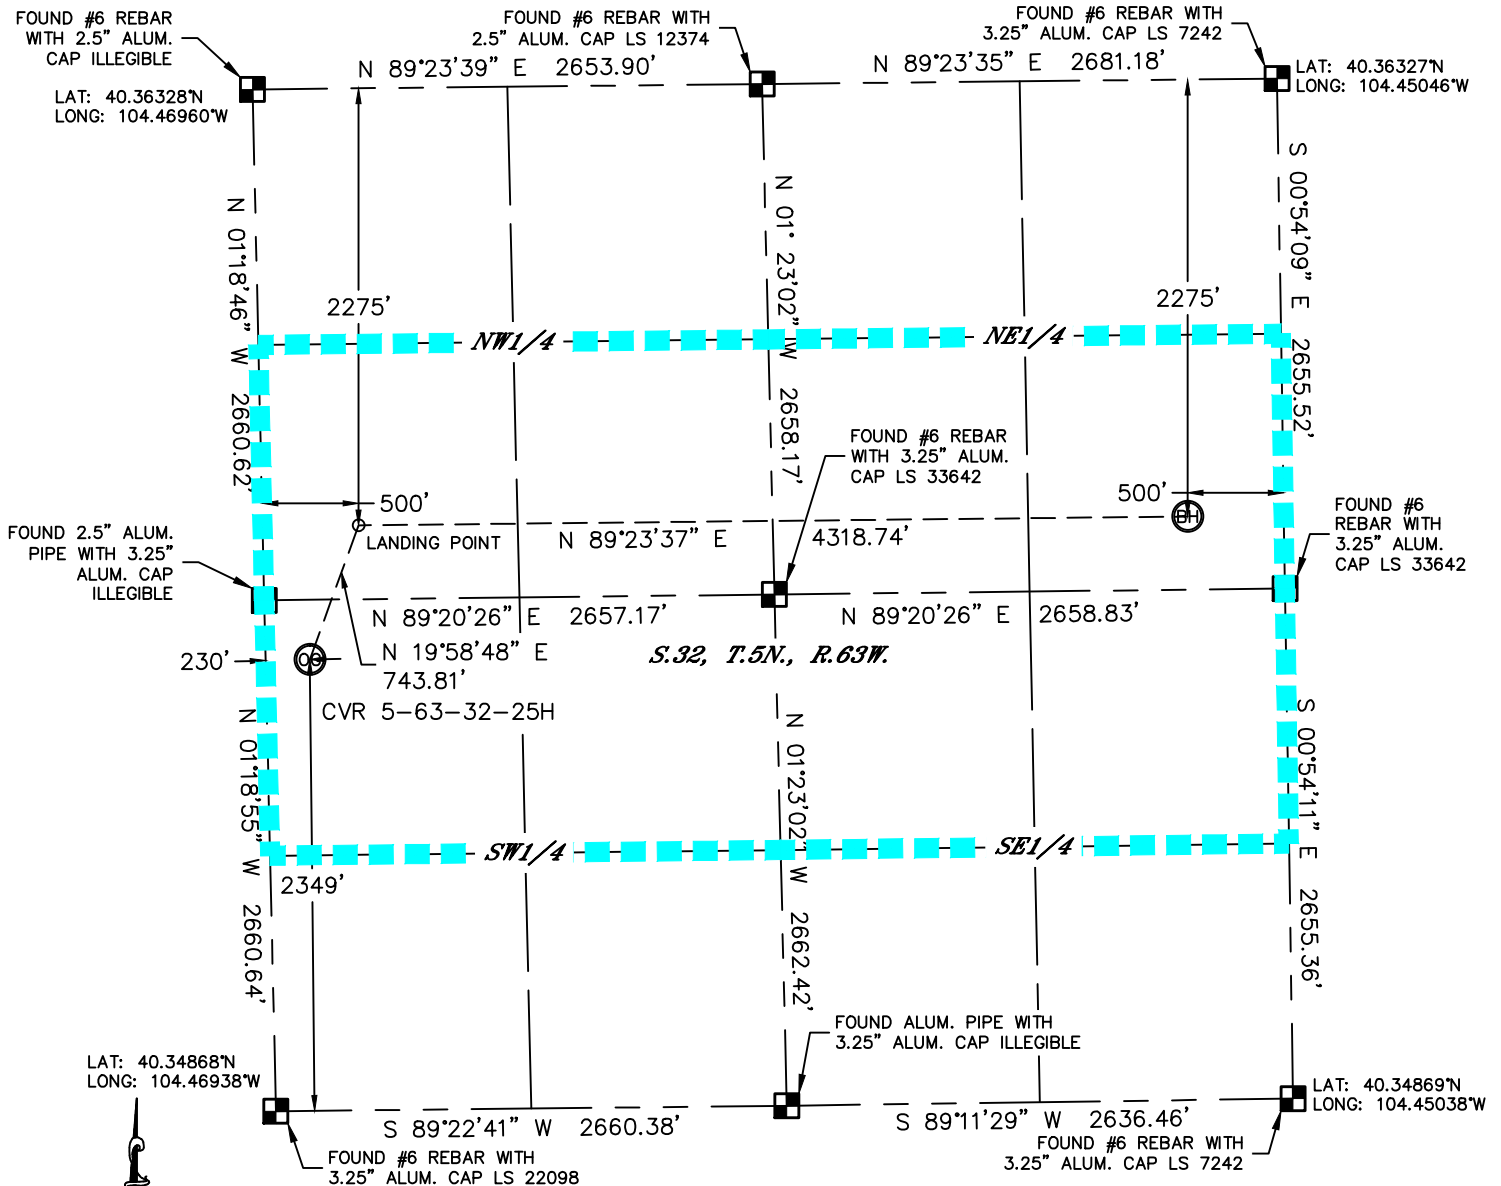 FOUND #6 REBAR
WITH 2.5" ALUM.
CAP ILLEGIBLE
FOUND #6 REBAR WITH
2.5" ALUM. CAP LS 12374
FOUND #6 REBAR WITH
3.25" ALUM. CAP LS 7242
N 89°23'39" E 2653.90'
N 89°23'35" E 2681.18'
LAT: 40.36328°N
LONG: 104.46960°W
LAT: 40.36327°N
LONG: 104.45046°W
N 01°18'46" W 2660.62'
N 01° 23'02" W 2658.17'
S 00°54'09" E 2655.52'
2275'
2275'
NW1/4
NE1/4
FOUND #6 REBAR
WITH 3.25" ALUM.
CAP LS 33642
500'
500'
FOUND 2.5" ALUM.
PIPE WITH 3.25"
ALUM. CAP
ILLEGIBLE
LANDING POINT
N 89°23'37" E 4318.74'
BH
FOUND #6
REBAR WITH
3.25" ALUM.
CAP LS 33642
N 89°20'26" E 2657.17'
N 89°20'26" E 2658.83'
230'
OG
N 19°58'48" E
743.81'
S.32, T.5N., R.63W.
CVR 5-63-32-25H
N 01°18'55" W 2660.64'
N 01°23'02" W 2662.42'
S 00°54'11" E 2655.36'
SW1/4
SE1/4
2349'
FOUND ALUM. PIPE WITH
3.25" ALUM. CAP ILLEGIBLE
LAT: 40.34868°N
LONG: 104.46938°W
LAT: 40.34869°N
LONG: 104.45038°W
S 89°22'41" W 2660.38'
S 89°11'29" W 2636.46'
FOUND #6 REBAR WITH
3.25" ALUM. CAP LS 22098
FOUND #6 REBAR WITH
3.25" ALUM. CAP LS 7242